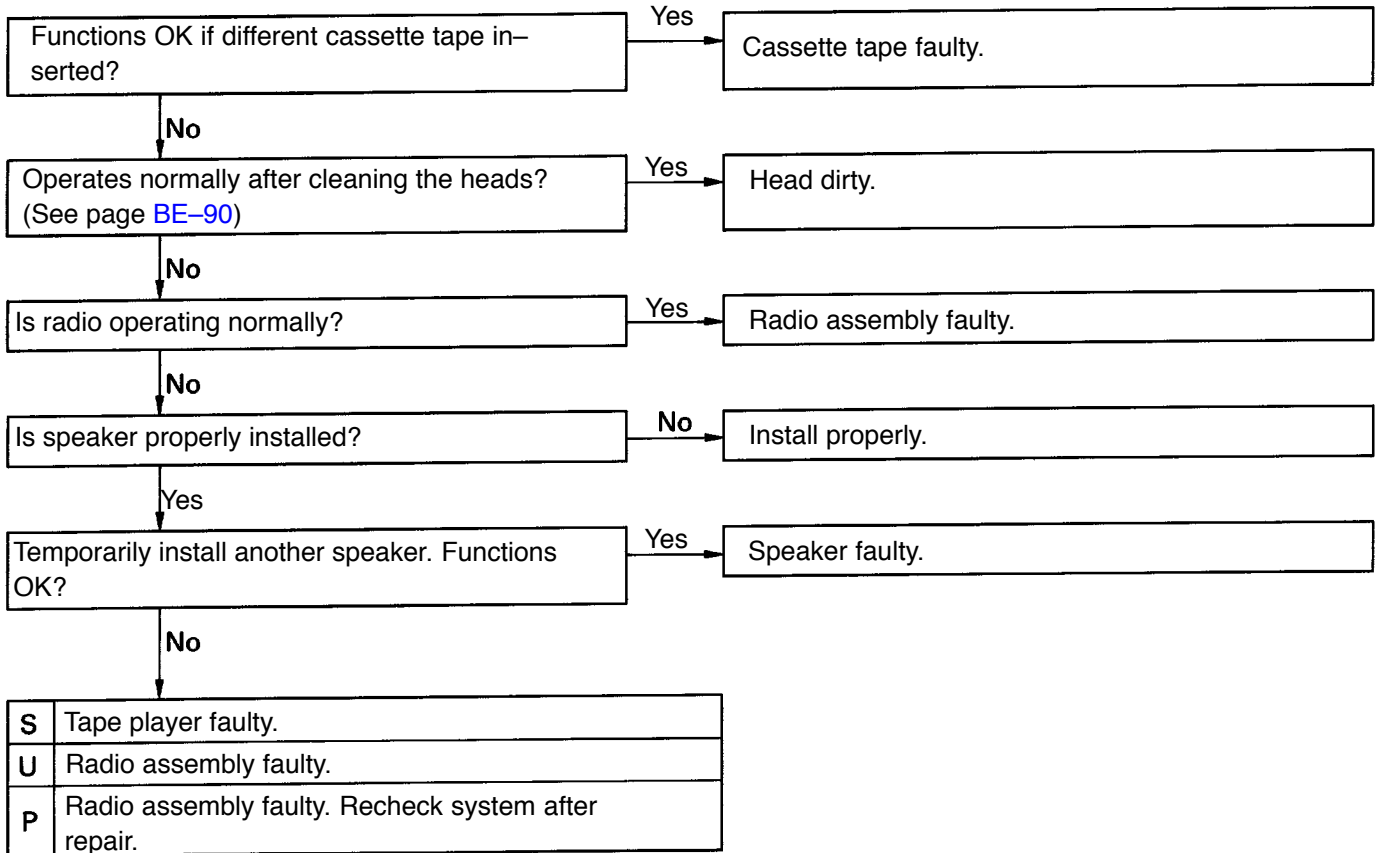 Functions OK if different cassette tape in–
serted?
Yes
Cassette tape faulty.
No
Operates normally after cleaning the heads?
(See page BE–90)
Yes
Head dirty.
No
Is radio operating normally?
Yes
Radio assembly faulty.
No
Is speaker properly installed?
No
Install properly.
Yes
Temporarily install another speaker. Functions
OK?
Yes
Speaker faulty.
No
S Tape player faulty.
U Radio assembly faulty.
P Radio assembly faulty. Recheck system after
repair.